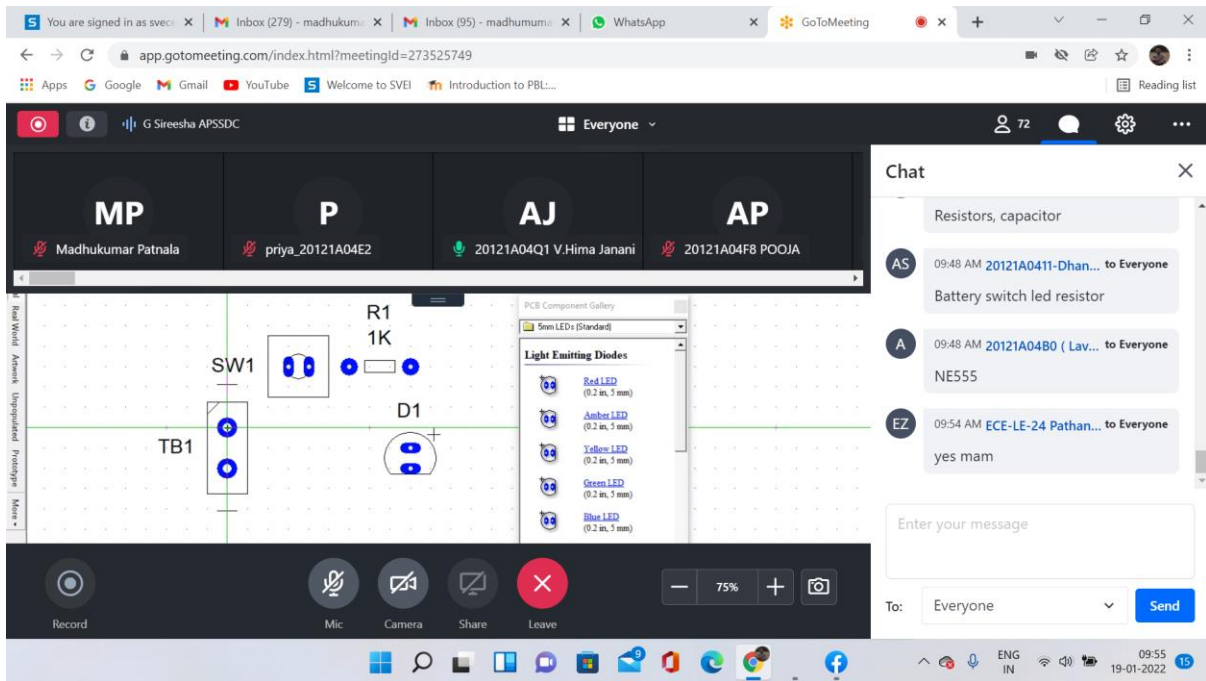 You are signed in as svece
Inbox (279) - madhukuma
Inbox (95) - madhumuma
WhatsApp
GoToMeeting
app.gotomeeting.com/index.html?meetingId=273525749
Apps
Google
Gmail
YouTube
Welcome to SVEI
Introduction to PBL:...
Reading list
G Sireesha APSSDC
Everyone
72
MP
Madhukumar Patnala
P
priya_20121A04E2
AJ
20121A04Q1 V.Hima Janani
AP
20121A04F8 POOJA
Real World
Artwork
Unpopulated
Prototype
More
R1
1K
SW1
D1
TB1
PCB Component Gallery
5mm LEDs (Standard)
Light Emitting Diodes
Red LED
(0.2 in, 5 mm)
Amber LED
(0.2 in, 5 mm)
Yellow LED
(0.2 in, 5 mm)
Green LED
(0.2 in, 5 mm)
Blue LED
(0.2 in, 5 mm)
Record
Mic
Camera
Share
Leave
75%
Chat
Resistors, capacitor
AS
09:48 AM 20121A0411-Dhan... to Everyone
Battery switch led resistor
A
09:48 AM 20121A04B0 ( Lav... to Everyone
NE555
EZ
09:54 AM ECE-LE-24 Pathan... to Everyone
yes mam
Enter your message
To:
Everyone
Send
9
ENG
IN
09:55
19-01-2022
15